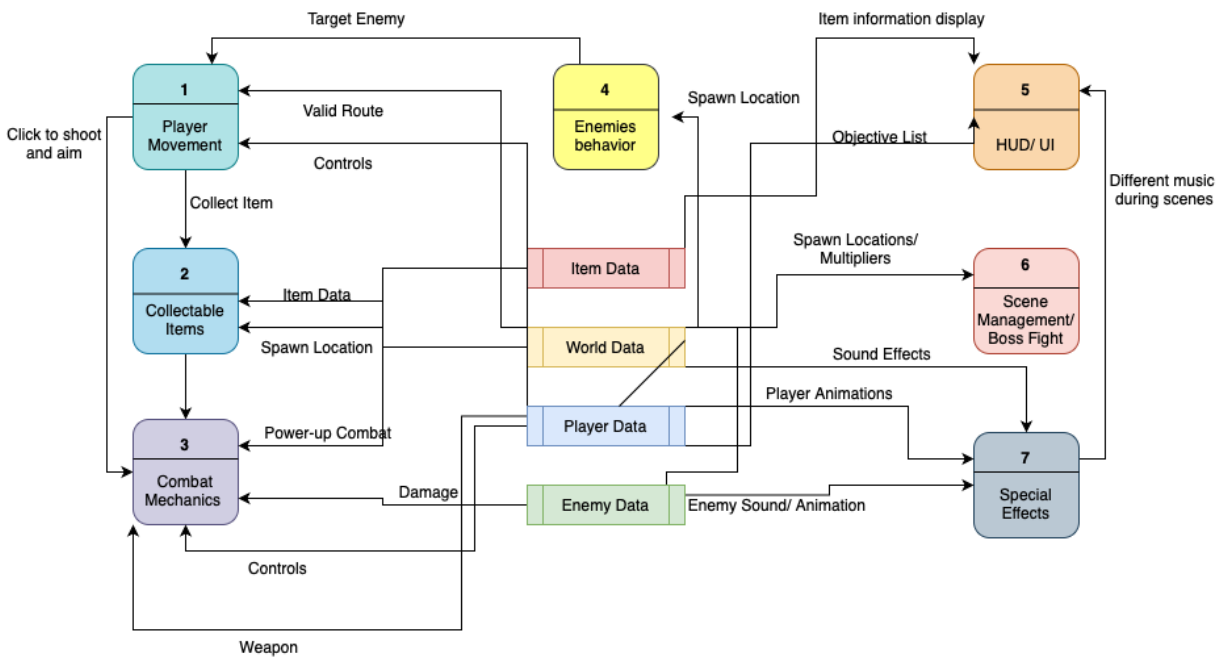 Target Enemy
Item information display
1
Player
Movement
4
Enemies
behavior
5
HUD/ UI
Spawn Location
Valid Route
Click to shoot
and aim
Objective List
Controls
Different music
during scenes
Collect Item
Spawn Locations/
Multipliers
2
Collectable
Items
Item Data
Item Data
6
Scene
Management/
Boss Fight
Spawn Location
World Data
Sound Effects
Player Animations
Power-up Combat
Player Data
3
Combat
Mechanics
7
Special
Effects
Damage
Enemy Data
Enemy Sound/ Animation
Controls
Weapon